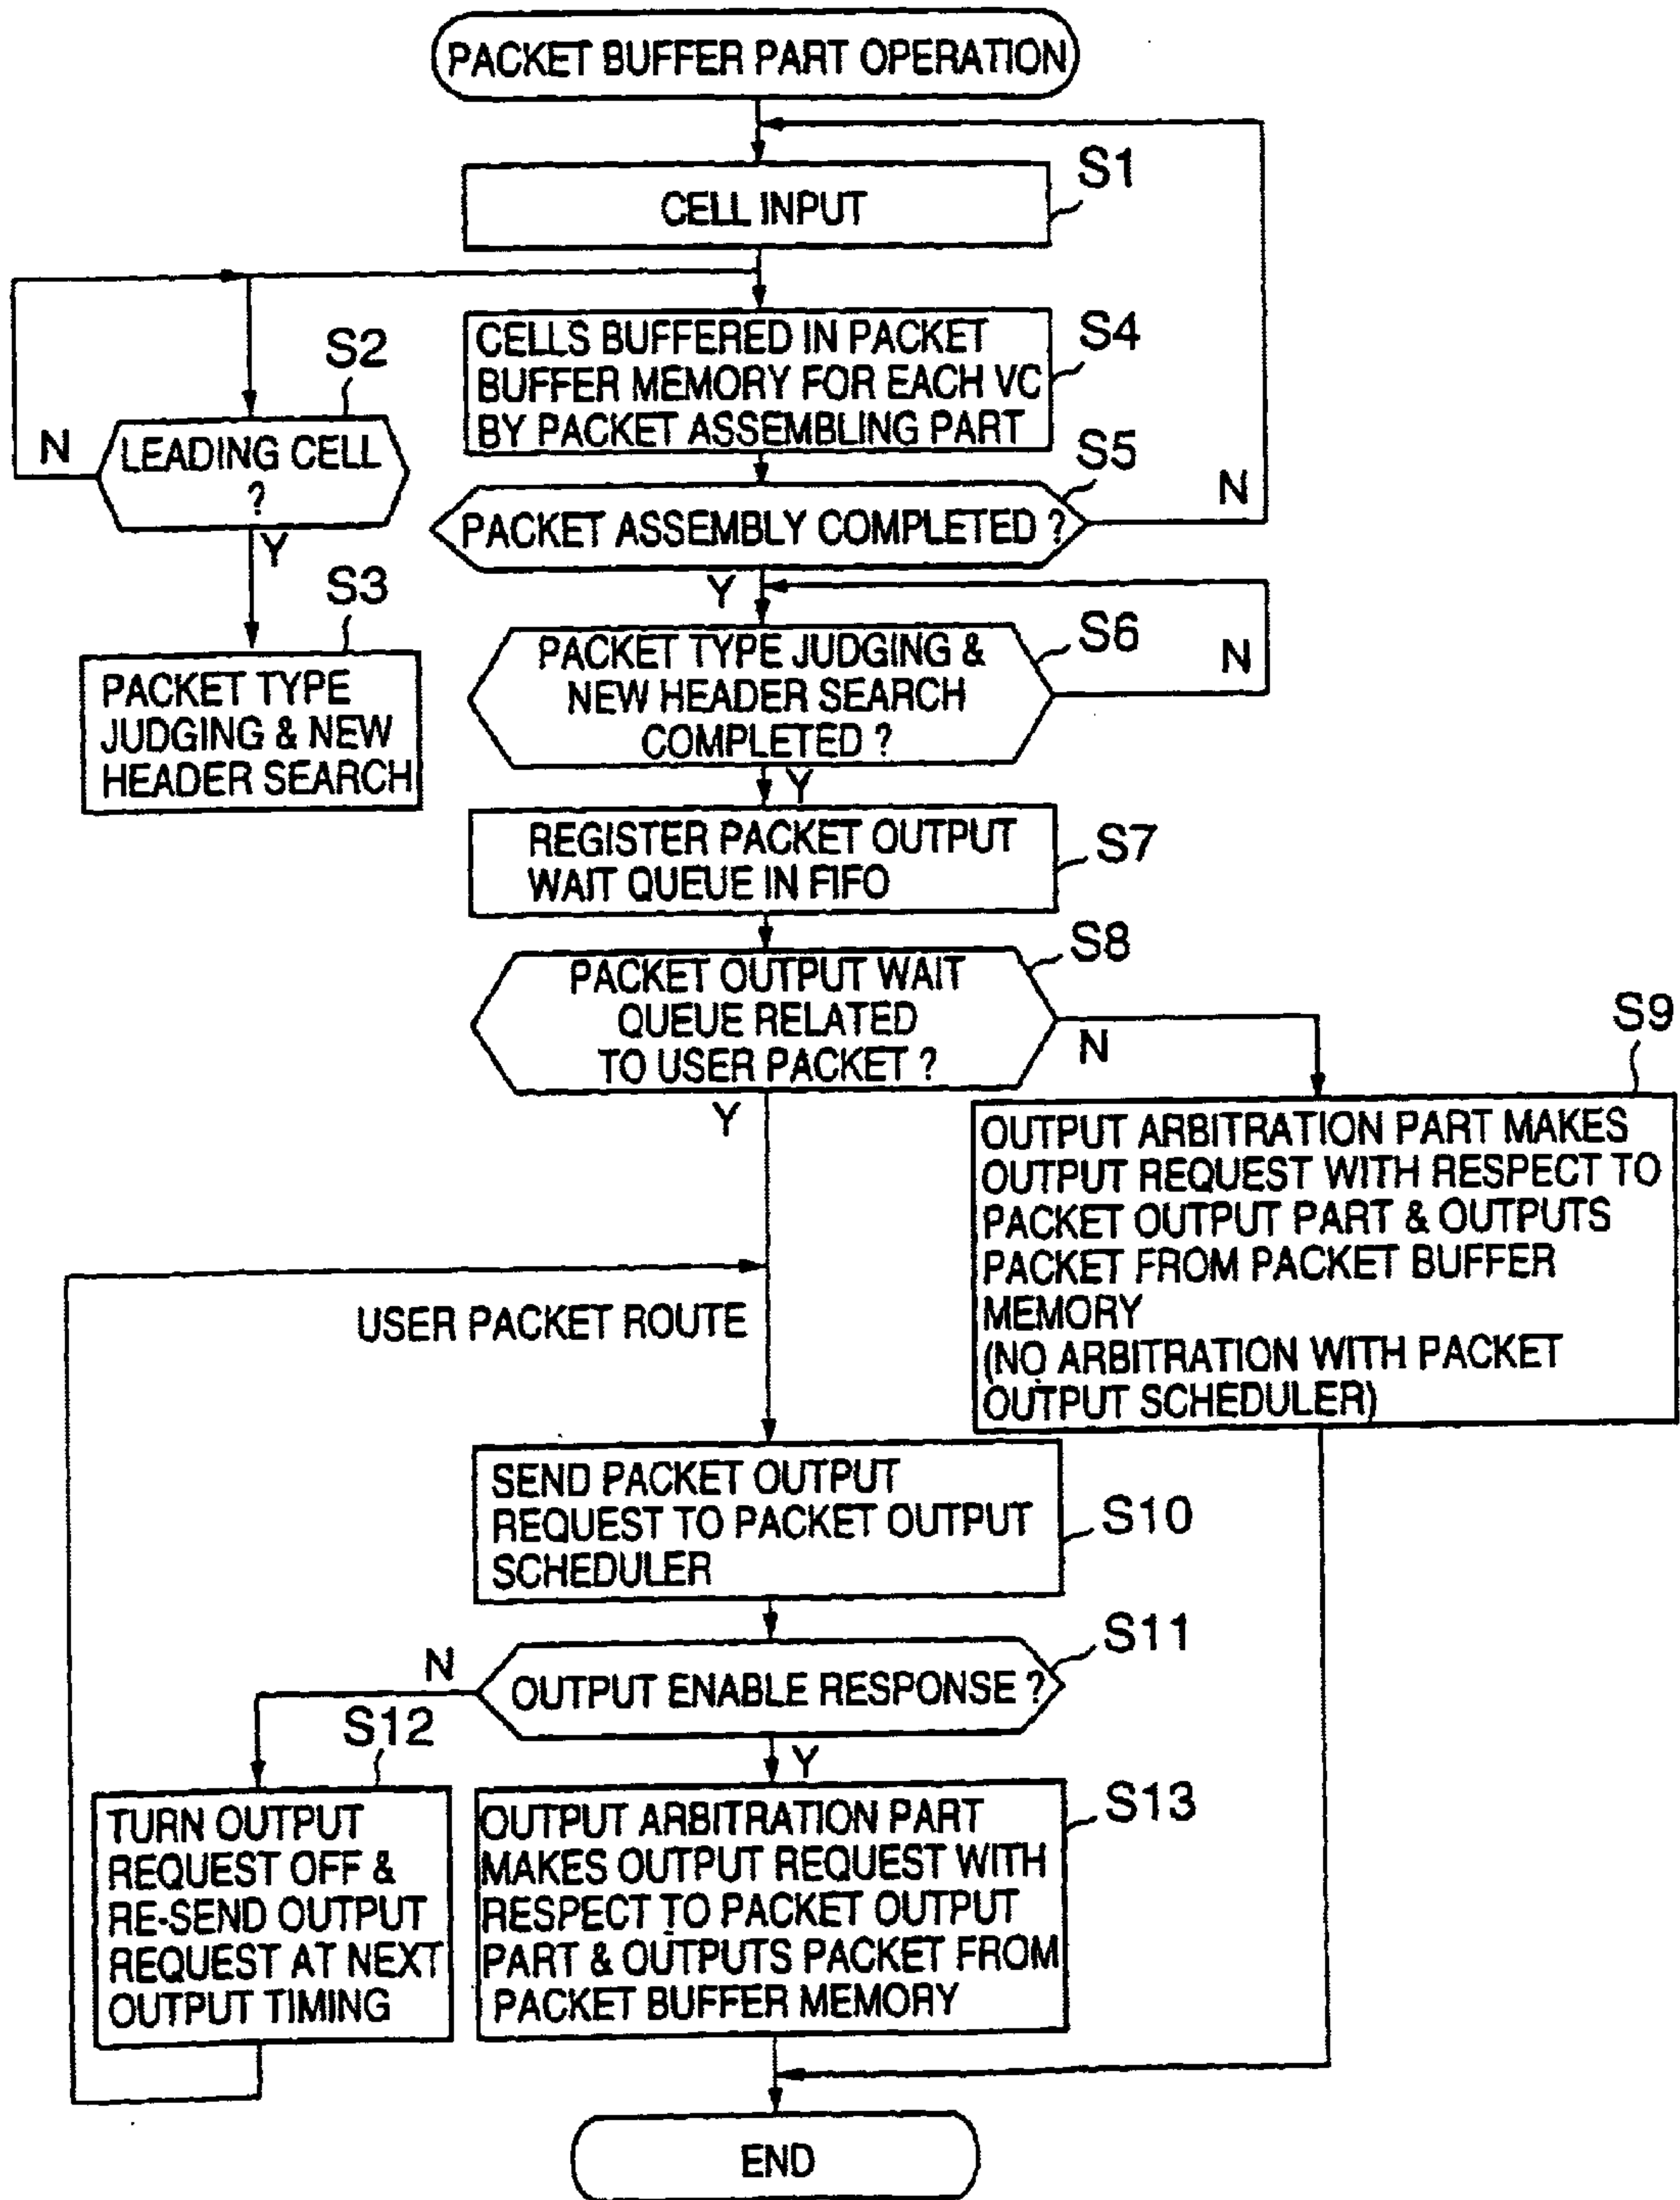 PACKET BUFFER PART OPERATION
S1
CELL INPUT
S2
LEADING CELL
?
N
Y
S3
PACKET TYPE
JUDGING & NEW
HEADER SEARCH
S4
CELLS BUFFERED IN PACKET
BUFFER MEMORY FOR EACH VC
BY PACKET ASSEMBLING PART
S5
PACKET ASSEMBLY COMPLETED ?
N
Y
S6
PACKET TYPE JUDGING &
NEW HEADER SEARCH
COMPLETED ?
N
Y
REGISTER PACKET OUTPUT
WAIT QUEUE IN FIFO
S7
S8
PACKET OUTPUT WAIT
QUEUE RELATED
TO USER PACKET ?
N
Y
S9
OUTPUT ARBITRATION PART MAKES
OUTPUT REQUEST WITH RESPECT TO
PACKET OUTPUT PART & OUTPUTS
PACKET FROM PACKET BUFFER
MEMORY
(NO ARBITRATION WITH PACKET
OUTPUT SCHEDULER)
USER PACKET ROUTE
SEND PACKET OUTPUT
REQUEST TO PACKET OUTPUT
SCHEDULER
S10
S11
OUTPUT ENABLE RESPONSE ?
N
Y
S12
TURN OUTPUT
REQUEST OFF &
RE-SEND OUTPUT
REQUEST AT NEXT
OUTPUT TIMING
S13
OUTPUT ARBITRATION PART
MAKES OUTPUT REQUEST WITH
RESPECT TO PACKET OUTPUT
PART & OUTPUTS PACKET FROM
PACKET BUFFER MEMORY
END